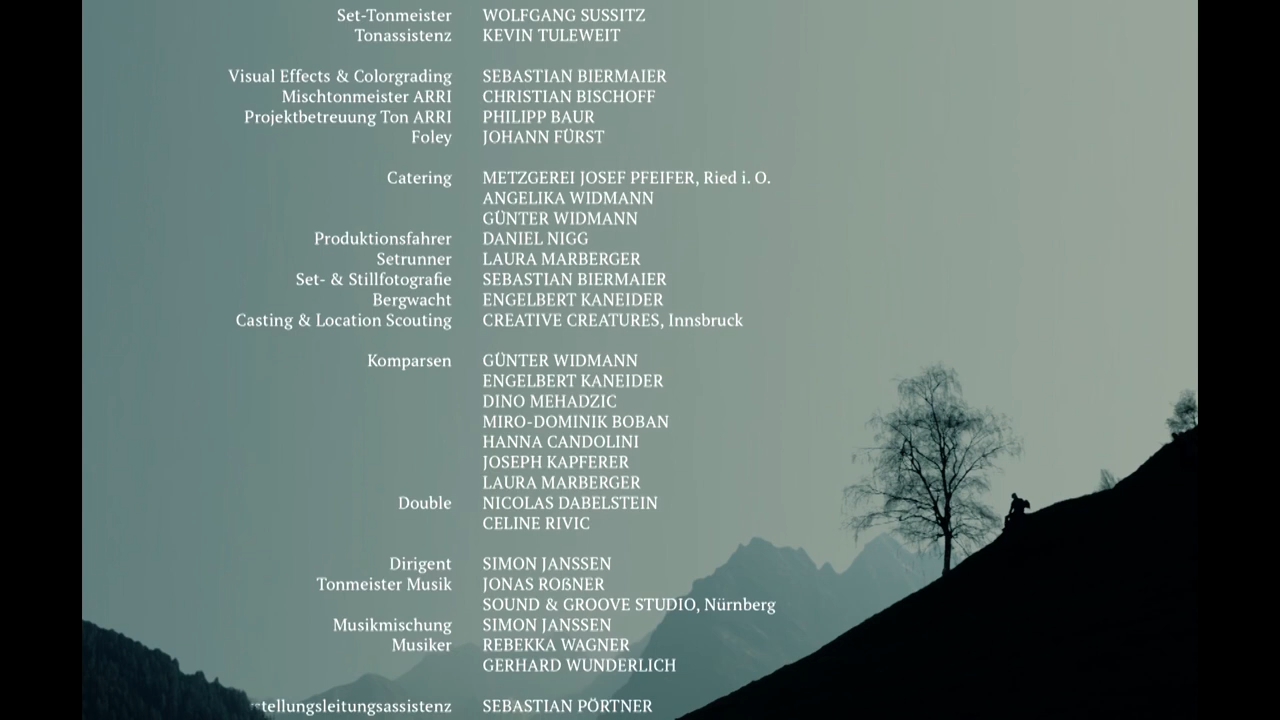 Set-Tonmeister WOLFGANG SUSSITZ
Tonassistenz KEVIN TULEWEIT
Visual Effects & Colorgrading SEBASTIAN BIERMAIER
Mischtonmeister ARRI CHRISTIAN BISCHOFF
Projektbetreuung Ton ARRI PHILIPP BAUR
Foley JOHANN FÜRST
Catering METZGEREI JOSEF PFEIFER, Ried i. O.
ANGELIKA WIDMANN
GÜNTER WIDMANN
Produktionsfahrer DANIEL NIGG
Setrunner LAURA MARBERGER
Set- & Stillfotografie SEBASTIAN BIERMAIER
Bergwacht ENGELBERT KANEIDER
Casting & Location Scouting CREATIVE CREATURES, Innsbruck
Komparsen GÜNTER WIDMANN
ENGELBERT KANEIDER
DINO MEHADZIC
MIRO-DOMINIK BOBAN
HANNA CANDOLINI
JOSEPH KAPFERER
LAURA MARBERGER
Double NICOLAS DABELSTEIN
CELINE RIVIC
Dirigent SIMON JANSSEN
Tonmeister Musik JONAS ROßNER
SOUND & GROOVE STUDIO, Nürnberg
Musikmischung SIMON JANSSEN
Musiker REBEKKA WAGNER
GERHARD WUNDERLICH
stellungsleitungsassistenz SEBASTIAN PÖRTNER